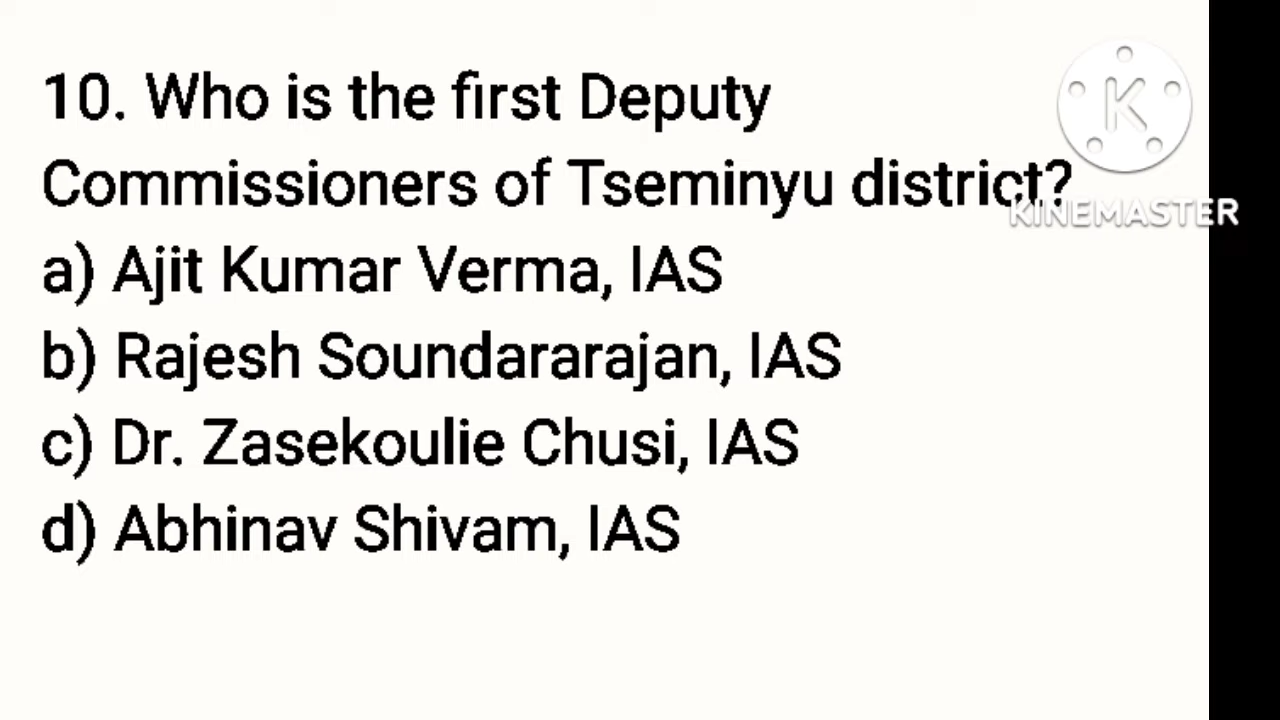 10. Who is the first Deputy
Commissioners of Tseminyu district?
a) Ajit Kumar Verma, IAS
b) Rajesh Soundararajan, IAS
c) Dr. Zasekoulie Chusi, IAS
d) Abhinav Shivam, IAS
K
KINEMASTER